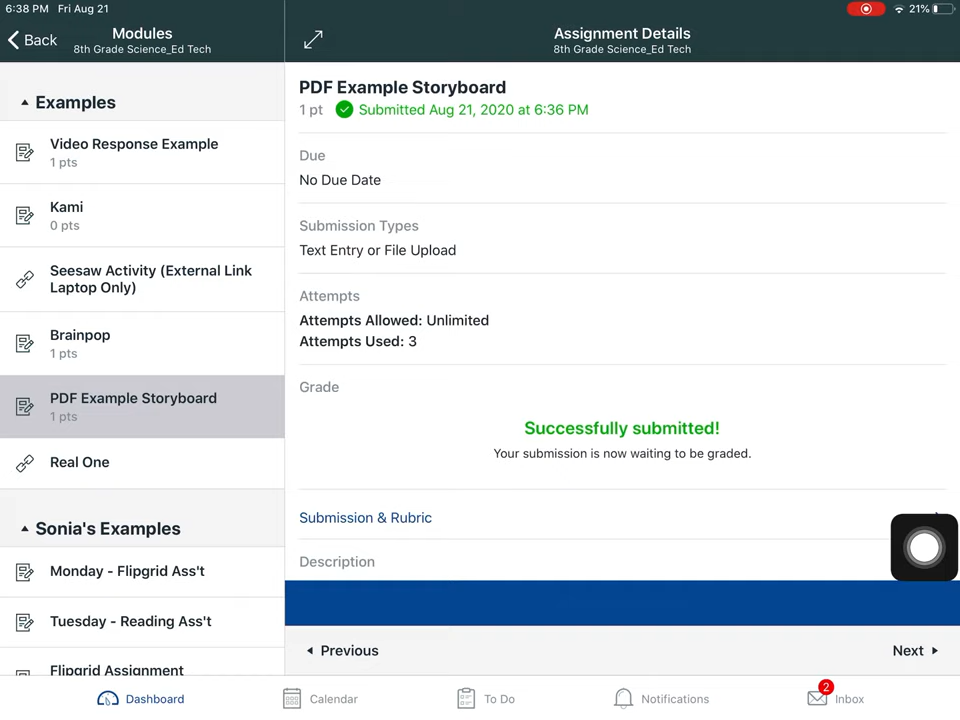 6:38 PM Fri Aug 21
21%
Back
Modules
8th Grade Science_Ed Tech
Assignment Details
8th Grade Science_Ed Tech
Examples
Video Response Example
1 pts
Kami
0 pts
Seesaw Activity (External Link
Laptop Only)
Brainpop
1 pts
PDF Example Storyboard
1 pts
Real One
Sonia's Examples
Monday - Flipgrid Ass't
Tuesday - Reading Ass't
Flipgrid Assignment
PDF Example Storyboard
1 pt Submitted Aug 21, 2020 at 6:36 PM
Due
No Due Date
Submission Types
Text Entry or File Upload
Attempts
Attempts Allowed: Unlimited
Attempts Used: 3
Grade
Successfully submitted!
Your submission is now waiting to be graded.
Submission & Rubric
Description
Previous
Next
Dashboard
Calendar
To Do
Notifications
2
Inbox